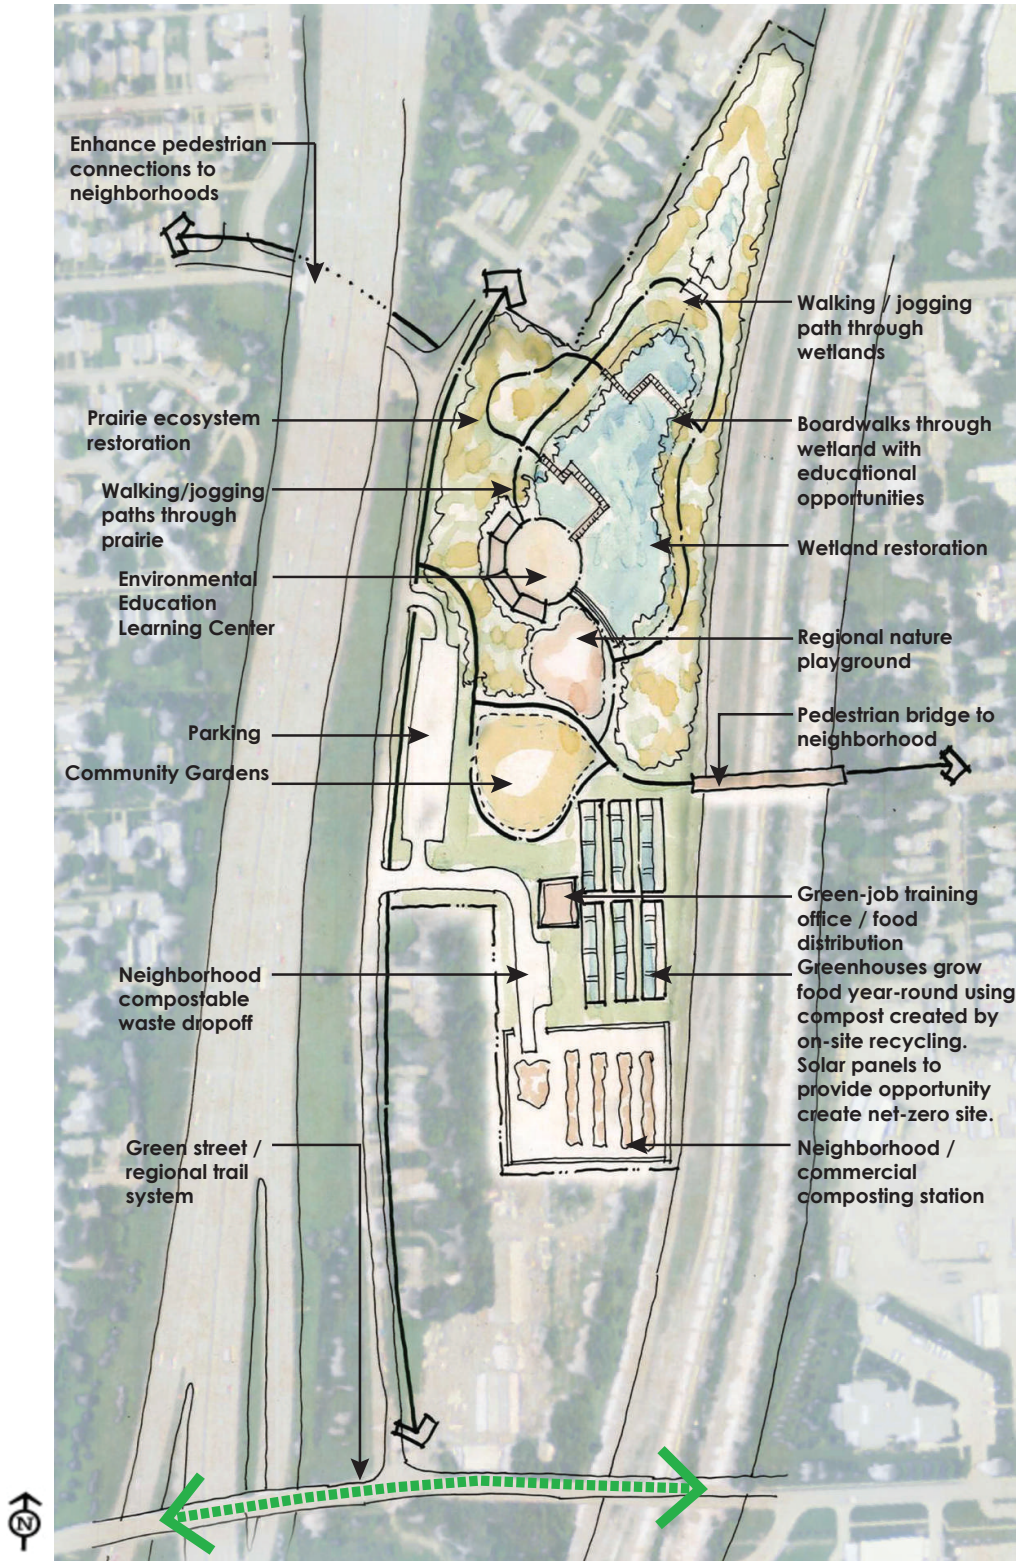 Enhance pedestrian
connections to
neighborhoods
Prairie ecosystem
restoration
Walking/jogging
paths through
prairie
Environmental
Education
Learning Center
Parking
Community Gardens
Neighborhood
compostable
waste dropoff
Green street /
regional trail
system
Walking / jogging
path through
wetlands
Boardwalks through
wetland with
educational
opportunities
Wetland restoration
Regional nature
playground
Pedestrian bridge to
neighborhood
Green-job training
office / food
distribution
Greenhouses grow
food year-round using
compost created by
on-site recycling.
Solar panels to
provide opportunity
create net-zero site.
Neighborhood /
commercial
composting station
N